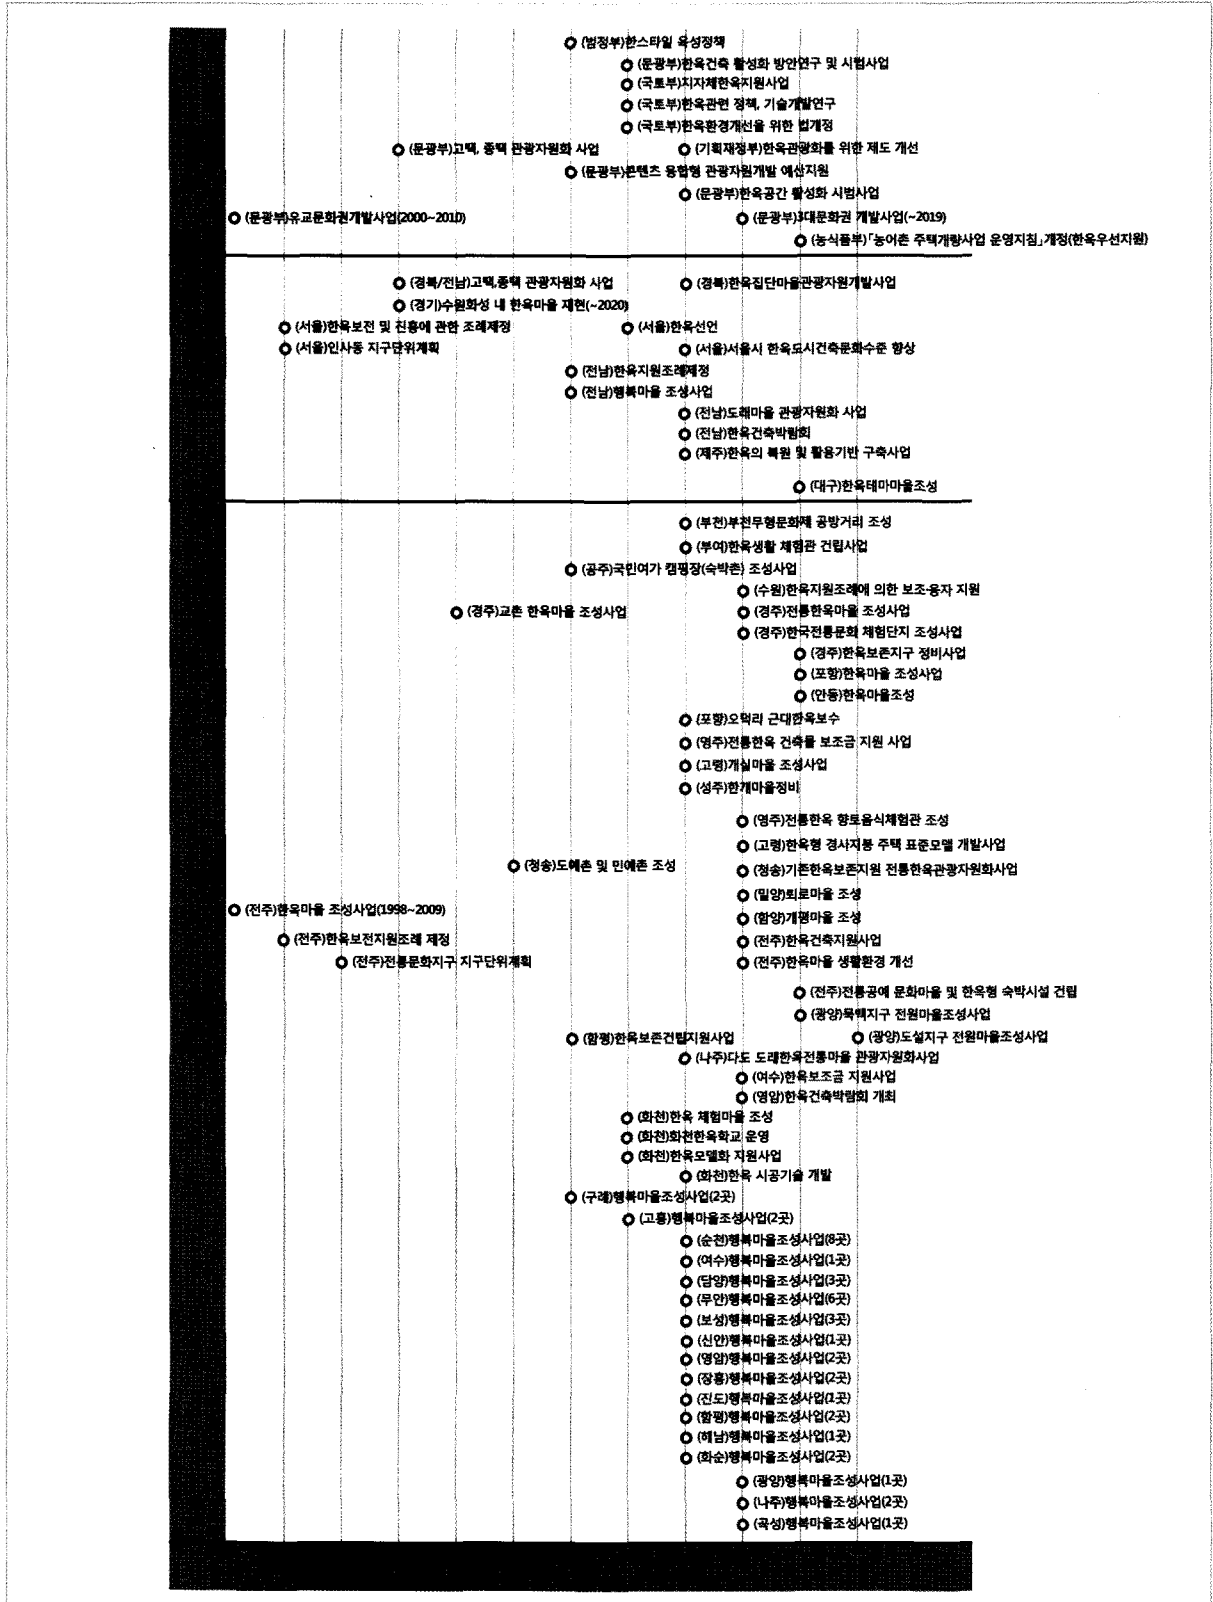 (범정부)한스타일 육성정책
(문광부)한옥건축 활성화 방안연구 및 시범사업
(국토부)지자체한옥지원사업
(국토부)한옥관련 정책, 기술개발연구
(국토부)한옥환경개선을 위한 법개정
(문광부)고택, 종택 관광자원화 사업
(기획재정부)한옥관광화를 위한 제도 개선
(문광부)콘텐츠 융합형 관광자원개발 예산지원
(문광부)한옥공간 활성화 시범사업
(문광부)유교문화권개발사업(2000~2010)
(문광부)3대문화권 개발사업(~2019)
(농식품부)「농어촌 주택개량사업 운영지침」개정(한옥우선지원)
(경북/전남)고택,종택 관광자원화 사업
(경북)한옥집단마을관광자원개발사업
(경기)수원화성 내 한옥마을 재현(~2020)
(서울)한옥보전 및 진흥에 관한 조례제정
(서울)한옥선언
(서울)인사동 지구단위계획
(서울)서울시 한옥도시건축문화수준 향상
(전남)한옥지원조례제정
(전남)행복마을 조성사업
(전남)도래마을 관광자원화 사업
(전남)한옥건축박람회
(제주)한옥의 복원 및 활용기반 구축사업
(대구)한옥테마마을조성
(부천)부천무형문화제 공방거리 조성
(부여)한옥생활 체험관 건립사업
(공주)국민여가 캠핑장(숙박촌) 조성사업
(수원)한옥지원조례에 의한 보조·융자 지원
(경주)교촌 한옥마을 조성사업
(경주)전통한옥마을 조성사업
(경주)한국전통문화 체험단지 조성사업
(경주)한옥보존지구 정비사업
(포항)한옥마을 조성사업
(안동)한옥마을조성
(포항)오덕리 근대한옥보수
(영주)전통한옥 건축물 보조금 지원 사업
(고령)개실마을 조성사업
(성주)한개마을정비
(영주)전통한옥 향토음식체험관 조성
(고령)한옥형 경사지붕 주택 표준모델 개발사업
(청송)도예촌 및 민예촌 조성
(청송)기존한옥보존지원 전통한옥관광자원화사업
(밀양)퇴로마을 조성
(전주)한옥마을 조성사업(1998~2009)
(함양)개평마을 조성
(전주)한옥보전지원조례 제정
(전주)한옥건축지원사업
(전주)전통문화지구 지구단위계획
(전주)한옥마을 생활환경 개선
(전주)전통공예 문화마을 및 한옥형 숙박시설 건립
(광양)묵백지구 전원마을조성사업
(함평)한옥보존건립지원사업
(광양)도설지구 전원마을조성사업
(나주)다도 도래한옥전통마을 관광자원화사업
(여수)한옥보조금 지원사업
(영암)한옥건축박람회 개최
(화천)한옥 체험마을 조성
(화천)화천한옥학교 운영
(화천)한옥모델화 지원사업
(화천)한옥 시공기술 개발
(구례)행복마을조성사업(2곳)
(고흥)행복마을조성사업(2곳)
(순천)행복마을조성사업(8곳)
(여수)행복마을조성사업(1곳)
(담양)행복마을조성사업(3곳)
(무안)행복마을조성사업(6곳)
(보성)행복마을조성사업(3곳)
(신안)행복마을조성사업(1곳)
(영암)행복마을조성사업(2곳)
(장흥)행복마을조성사업(2곳)
(진도)행복마을조성사업(1곳)
(함평)행복마을조성사업(2곳)
(해남)행복마을조성사업(1곳)
(화순)행복마을조성사업(2곳)
(광양)행복마을조성사업(1곳)
(나주)행복마을조성사업(2곳)
(곡성)행복마을조성사업(1곳)